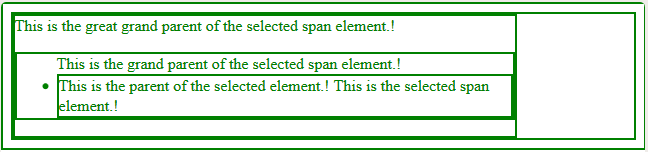 This is the great grand parent of the selected span element.!
This is the grand parent of the selected span element.!
This is the parent of the selected element.! This is the selected span
element.!